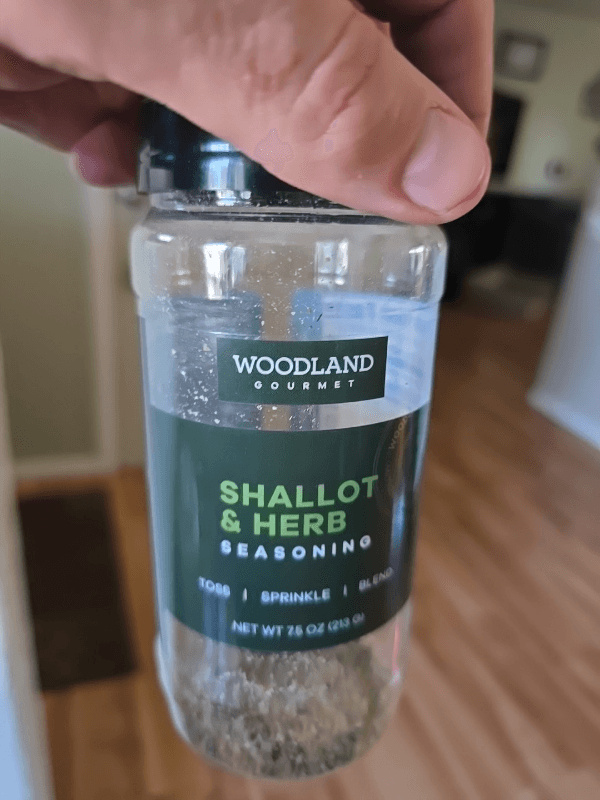 WOODLAND
GOURMET
SHALLOT
& HERB
SEASONING
TOSS | SPRINKLE | BLEND
NET WT 7.5 OZ (213 G)